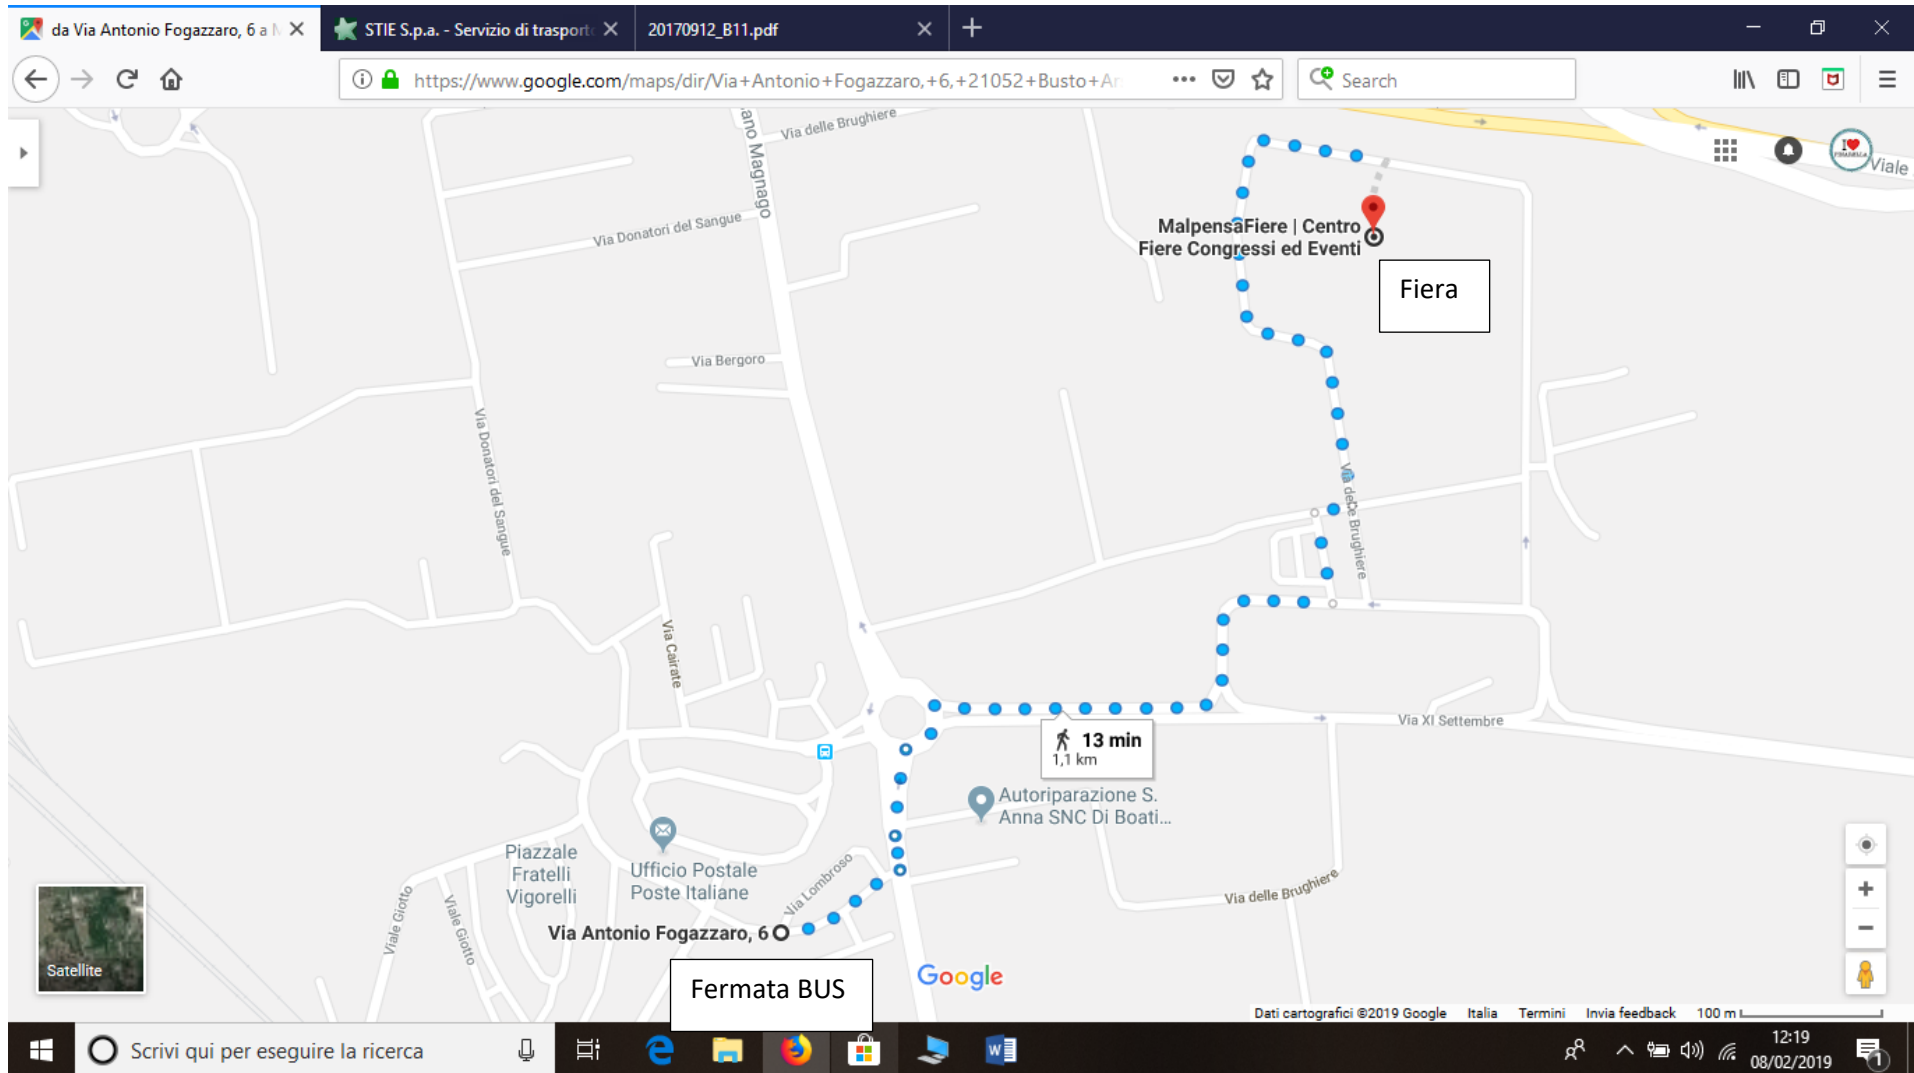 da Via Antonio Fogazzaro, 6 a M
STIE S.p.a. - Servizio di trasporto
20170912_B11.pdf
https://www.google.com/maps/dir/Via+Antonio+Fogazzaro,+6,+21052+Busto+Ar
Search
Via delle Brughiere
ano Magnago
Viale
Via Donatori del Sangue
MalpensaFiere | Centro
Fiere Congressi ed Eventi
Fiera
Via Bergoro
Via Donatori del Sangue
Via delle Brughiere
Via Cairate
Via XI Settembre
13 min
1,1 km
Autoriparazione S.
Anna SNC Di Boati...
Piazzale
Fratelli
Vigorelli
Ufficio Postale
Poste Italiane
Via Lombroso
Via delle Brughiere
Viale Giotto
Viale Giotto
Via Antonio Fogazzaro, 6
Satellite
Fermata BUS
Google
Dati cartografici ©2019 Google Italia Termini Invia feedback 100 m
Scrivi qui per eseguire la ricerca
12:19
08/02/2019
1